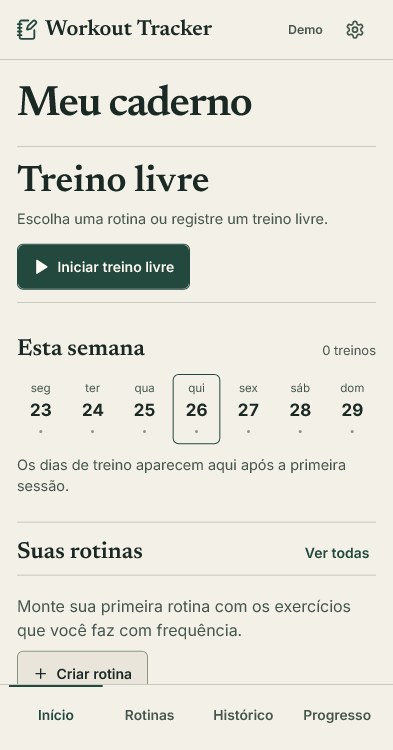 Workout Tracker
Demo
Meu caderno
Treino livre
Escolha uma rotina ou registre um treino livre.
Iniciar treino livre
Esta semana
0 treinos
seg ter qua qui sex sáb dom
23 24 25 26 27 28 29
Os dias de treino aparecem aqui após a primeira
sessão.
Suas rotinas
Ver todas
Monte sua primeira rotina com os exercícios
que você faz com frequência.
+ Criar rotina
Início Rotinas Histórico Progresso